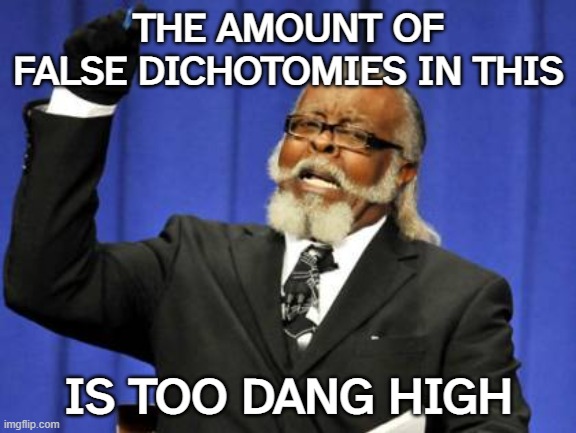 THE AMOUNT OF
FALSE DICHOTOMIES IN THIS
IS TOO DANG HIGH
imgflip.com